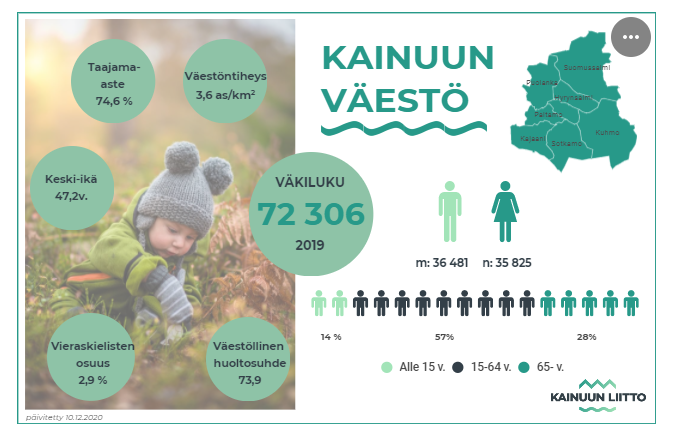 KAINUUN
VÄESTÖ
Taajama-
aste
74,6 %
Väestöntiheys
3,6 as/km²
Keski-ikä
47,2v.
VÄKILUKU
72 306
2019
Vieraskielisten
osuus
2,9 %
Väestöllinen
huoltosuhde
73,9
Suomussalmi
Puolanka
Hyrynsalmi
Paltamo
Kuhmo
Kajaani
Sotkamo
m: 36 481 n: 35 825
14 % 57% 28%
Alle 15 v. 15-64 v. 65- v.
KAINUUN LIITTO
päivitetty 10.12.2020